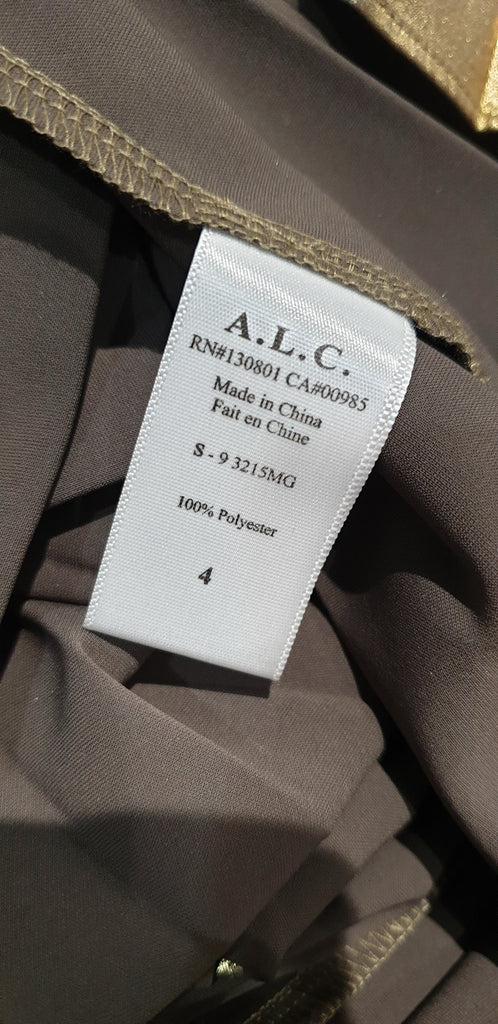 A.L.C.
RN#130801 CA#00985
Made in China
Fait en Chine
S - 9 3215MG
100% Polyester
4